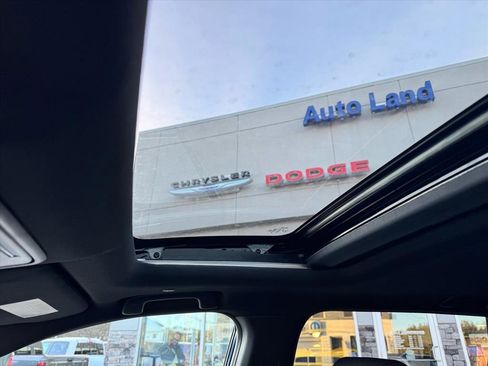 Auto Land
CHRYSLER
DODGE